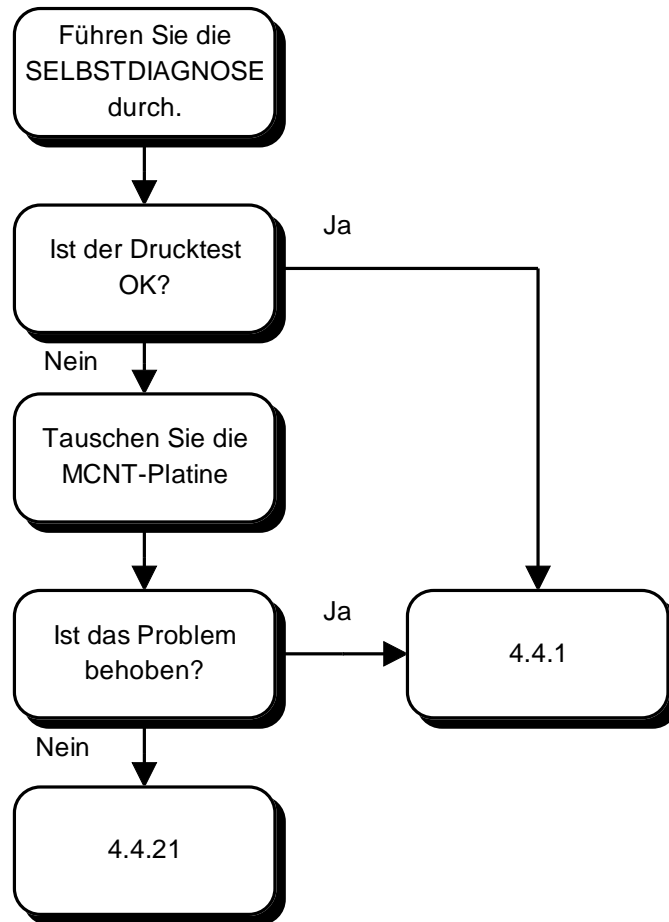 Führen Sie die
SELBSTDIAGNOSE
durch.
Ist der Drucktest
OK?
Ja
Nein
Tauschen Sie die
MCNT-Platine
Ist das Problem
behoben?
Ja
4.4.1
Nein
4.4.21